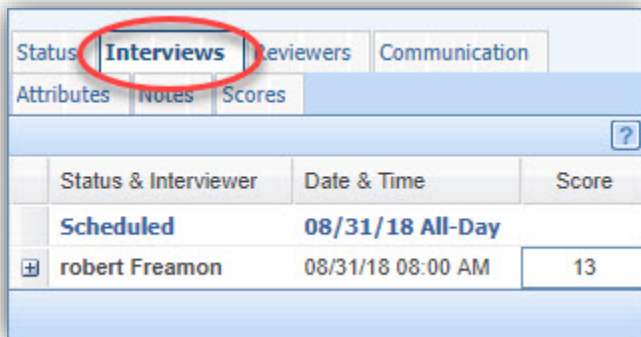 Status Interviews Reviewers Communication
Attributes Notes Scores
?
Status & Interviewer Date & Time Score
Scheduled 08/31/18 All-Day
robert Freamon 08/31/18 08:00 AM 13